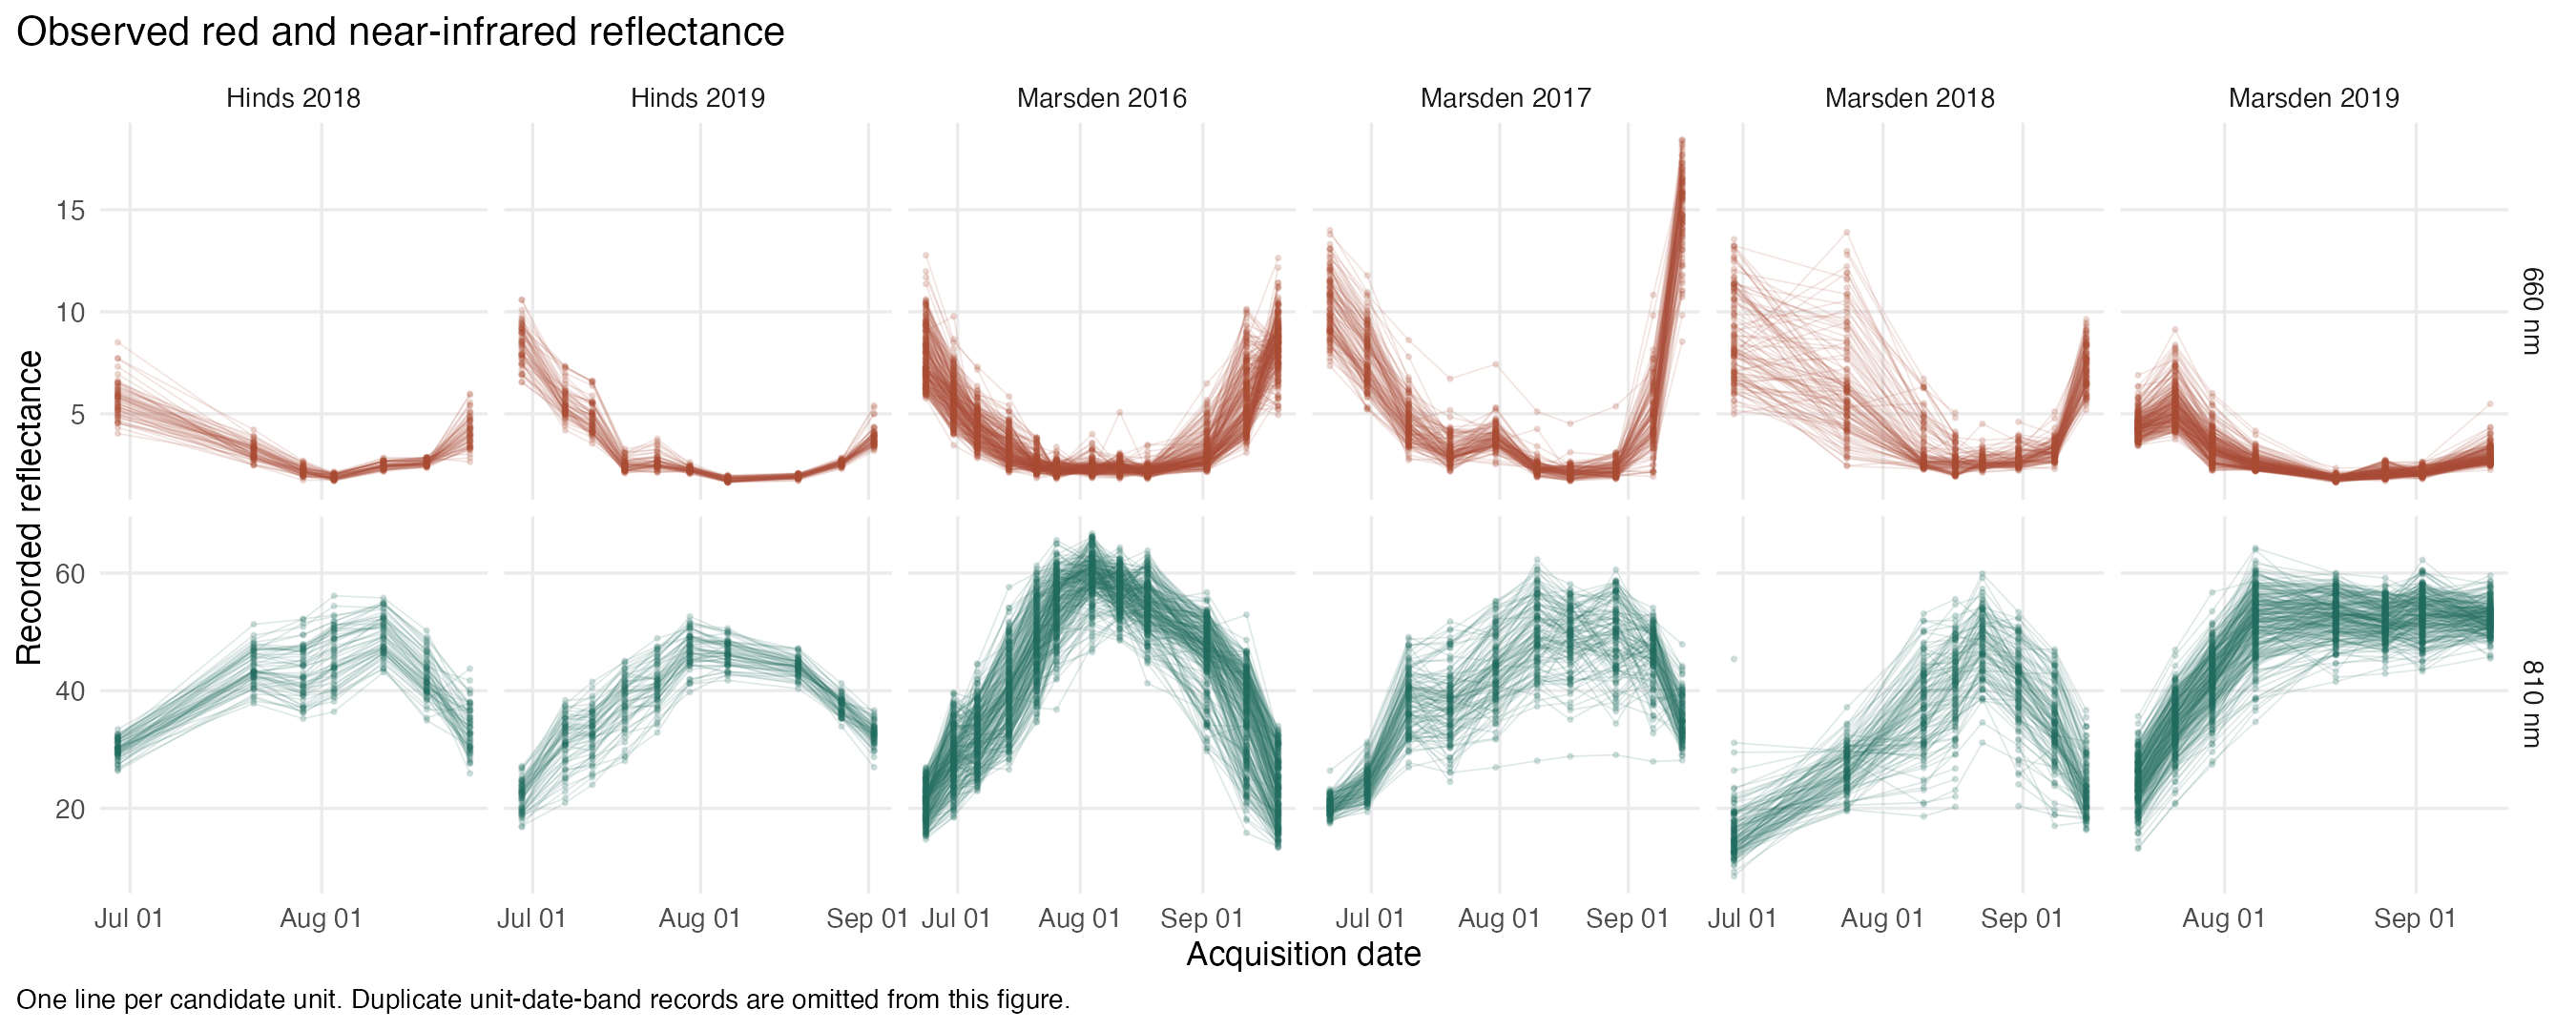 Observed red and near-infrared reflectance
Hinds 2018 Hinds 2019 Marsden 2016 Marsden 2017 Marsden 2018 Marsden 2019
15
10
5
660 nm
Recorded reflectance
60
40
20
810 nm
Jul 01 Aug 01 Jul 01 Aug 01 Sep 01 Jul 01 Aug 01 Sep 01 Jul 01 Aug 01 Sep 01 Jul 01 Aug 01 Sep 01 Aug 01 Sep 01
Acquisition date
One line per candidate unit. Duplicate unit-date-band records are omitted from this figure.